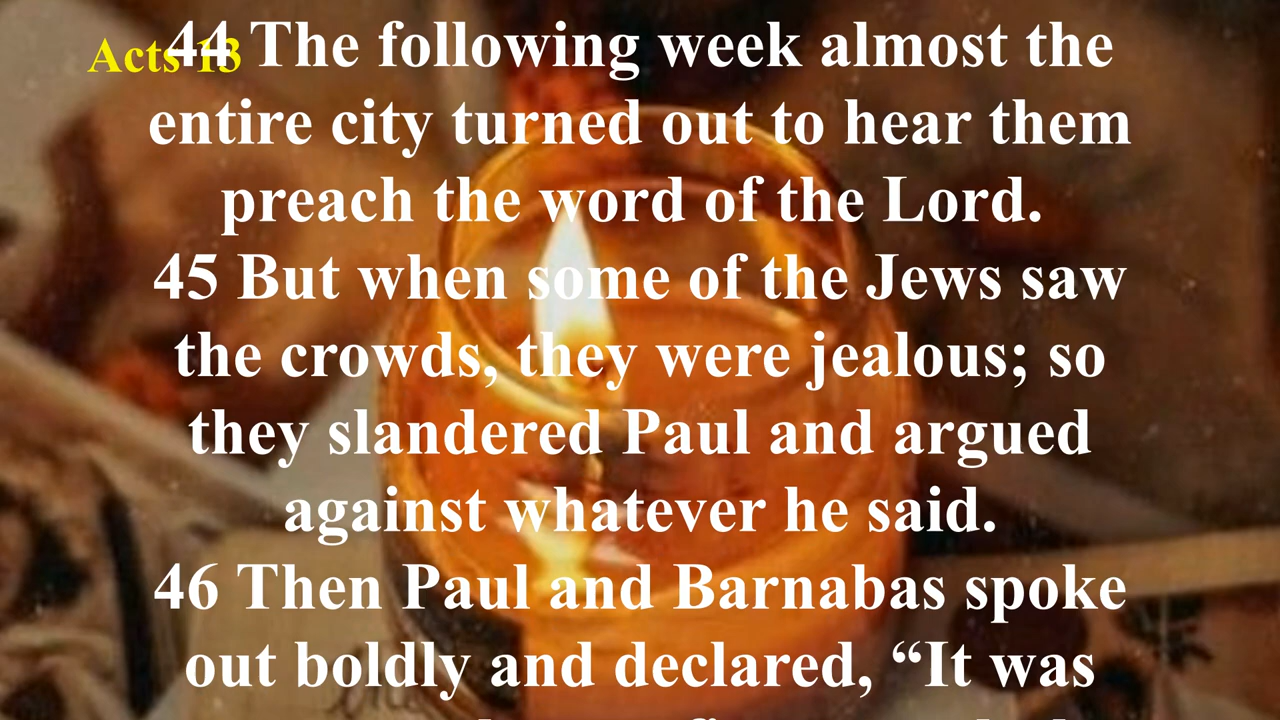 Acts 13
44 The following week almost the
entire city turned out to hear them
preach the word of the Lord.
45 But when some of the Jews saw
the crowds, they were jealous; so
they slandered Paul and argued
against whatever he said.
46 Then Paul and Barnabas spoke
out boldly and declared, “It was